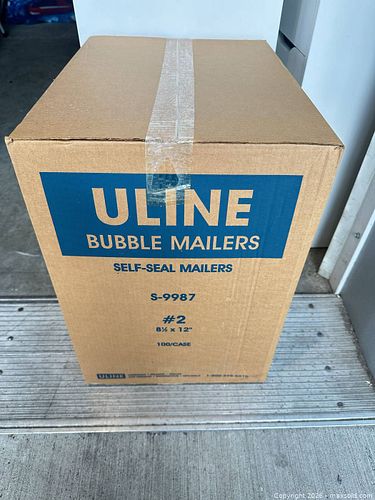 ULINE
BUBBLE MAILERS
SELF-SEAL MAILERS
S-9987
#2
8½ x 12"
100/CASE
ULINE
Copyright 2026 - maxsold.com